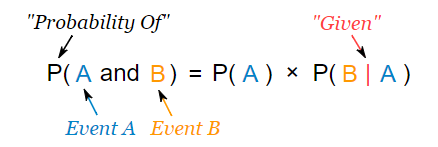 "Probability Of" "Given"
P( A and B ) = P( A ) × P( B | A )
Event A Event B